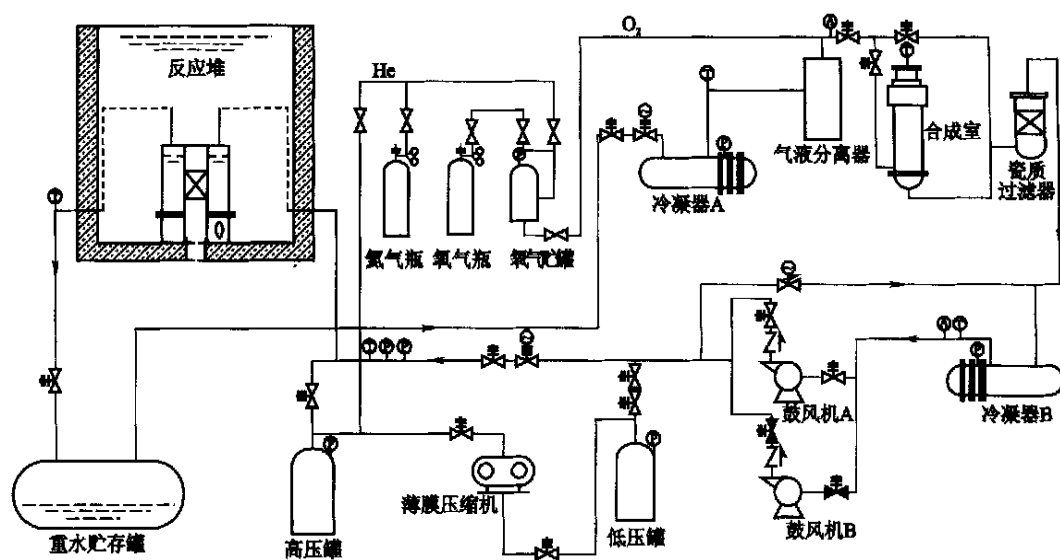 O₂
反应堆
He
合成室
气液分离器
瓷质
过滤器
冷凝器A
氦气瓶
氧气瓶
氧气贮罐
鼓风机A
冷凝器B
薄膜压缩机
重水贮存罐
高压罐
低压罐
鼓风机B